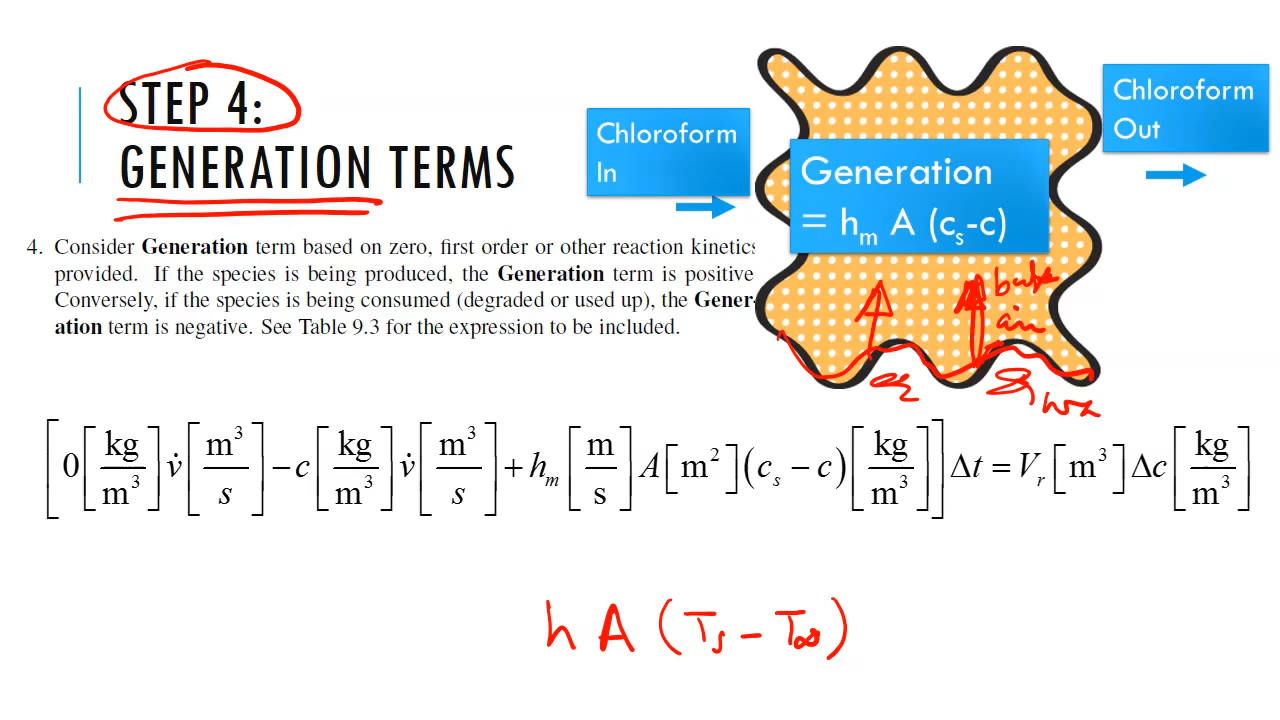 STEP 4:
GENERATION TERMS
4. Consider Generation term based on zero, first order or other reaction kinetics
provided. If the species is being produced, the Generation term is positive
Conversely, if the species is being consumed (degraded or used up), the Gener-
ation term is negative. See Table 9.3 for the expression to be included.
Chloroform
In
Generation
= hₘ A (cₛ-c)
Chloroform
Out
bulk
air
[0[kg/m³] v̇[m³/s] − c[kg/m³] v̇[m³/s] + hₘ[m/s] A[m²](cₛ − c)[kg/m³]]Δt = Vᵣ[m³]Δc[kg/m³]
h A (Tₛ − T∞)